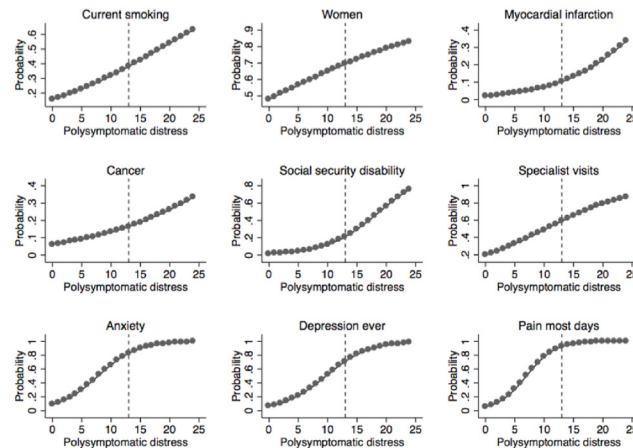 Current smoking
Probability
.2 .3 .4 .5 .6
0 5 10 15 20 25
Polysymptomatic distress
Women
Probability
.5 .6 .7 .8 .9
0 5 10 15 20 25
Polysymptomatic distress
Myocardial infarction
Probability
0 .1 .2 .3 .4
0 5 10 15 20 25
Polysymptomatic distress
Cancer
Probability
0 .1 .2 .3 .4
0 5 10 15 20 25
Polysymptomatic distress
Social security disability
Probability
0 .2 .4 .6 .8
0 5 10 15 20 25
Polysymptomatic distress
Specialist visits
Probability
0 .2 .4 .6 .8 1
0 5 10 15 20 25
Polysymptomatic distress
Anxiety
Probability
0 .2 .4 .6 .8 1
0 5 10 15 20 25
Polysymptomatic distress
Depression ever
Probability
0 .2 .4 .6 .8 1
0 5 10 15 20 25
Polysymptomatic distress
Pain most days
Probability
0 .2 .4 .6 .8 1
0 5 10 15 20 25
Polysymptomatic distress